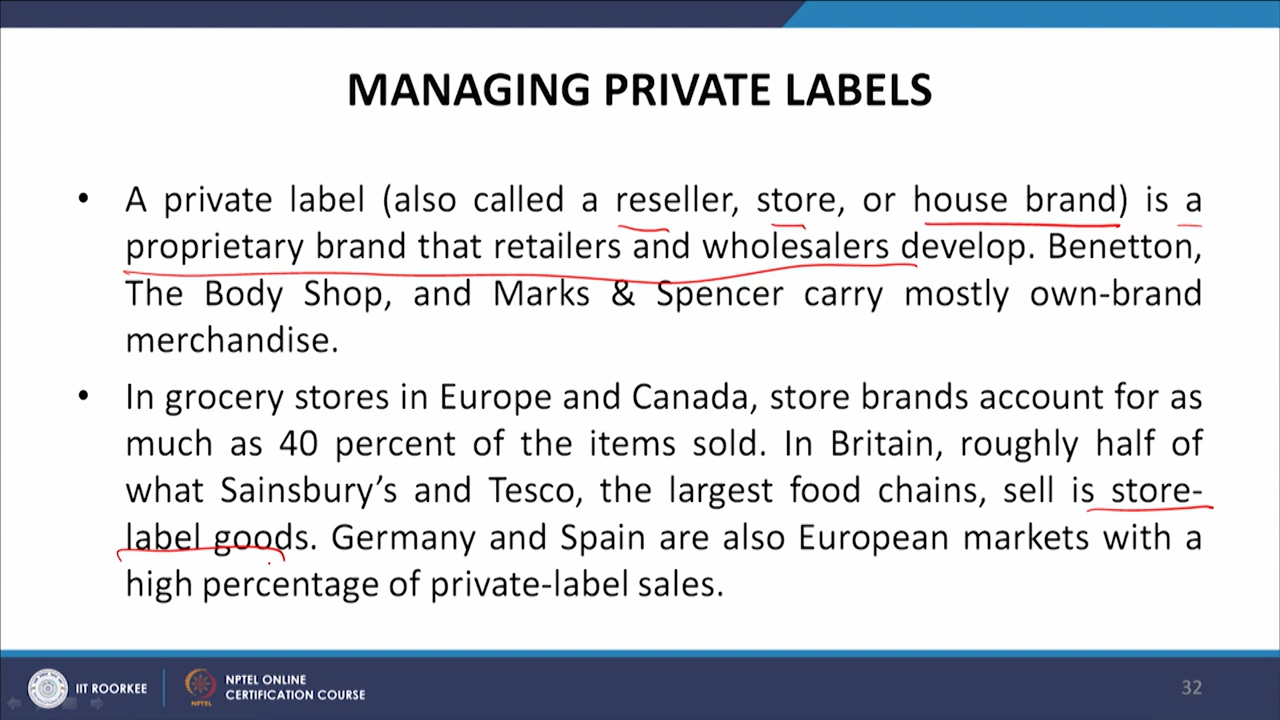 MANAGING PRIVATE LABELS
• A private label (also called a reseller, store, or house brand) is a
proprietary brand that retailers and wholesalers develop. Benetton,
The Body Shop, and Marks & Spencer carry mostly own-brand
merchandise.
• In grocery stores in Europe and Canada, store brands account for as
much as 40 percent of the items sold. In Britain, roughly half of
what Sainsbury’s and Tesco, the largest food chains, sell is store-
label goods. Germany and Spain are also European markets with a
high percentage of private-label sales.
IIT ROORKEE
NPTEL
NPTEL ONLINE
CERTIFICATION COURSE
32